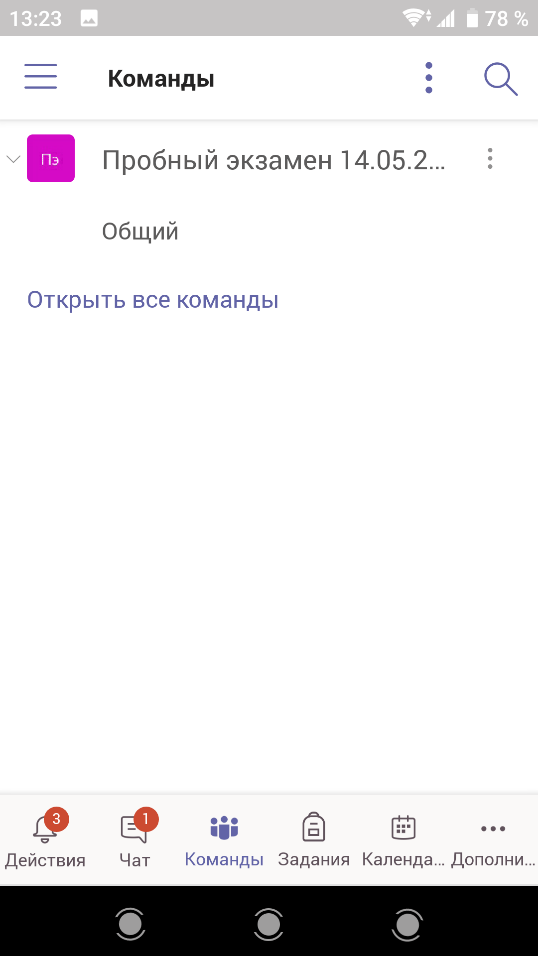 13:23 78 %
Команды
Пэ Пробный экзамен 14.05.2...
Общий
Открыть все команды
3 1
Действия Чат Команды Задания Календа... Дополни...